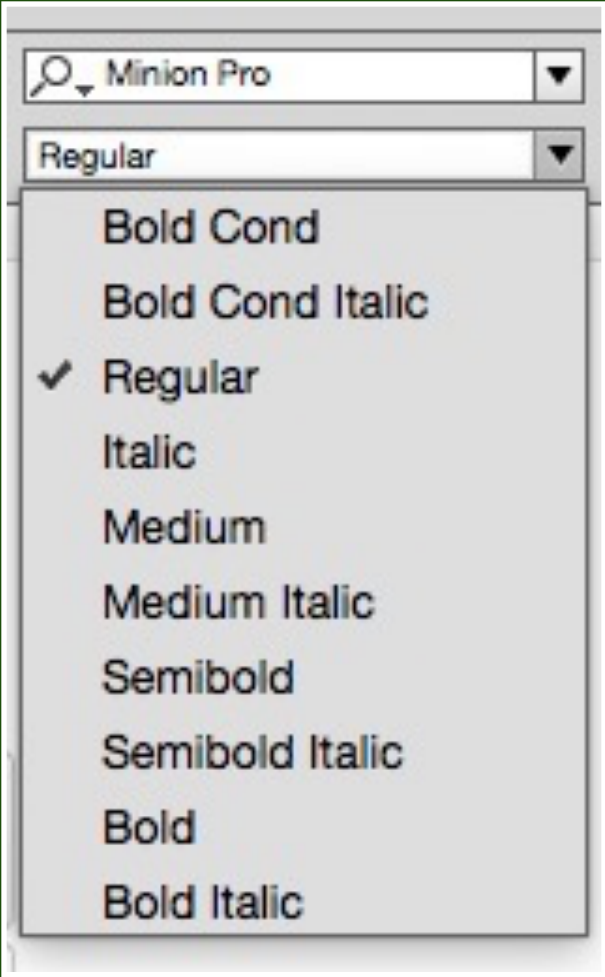 Minion Pro
Regular
Bold Cond
Bold Cond Italic
Regular
Italic
Medium
Medium Italic
Semibold
Semibold Italic
Bold
Bold Italic